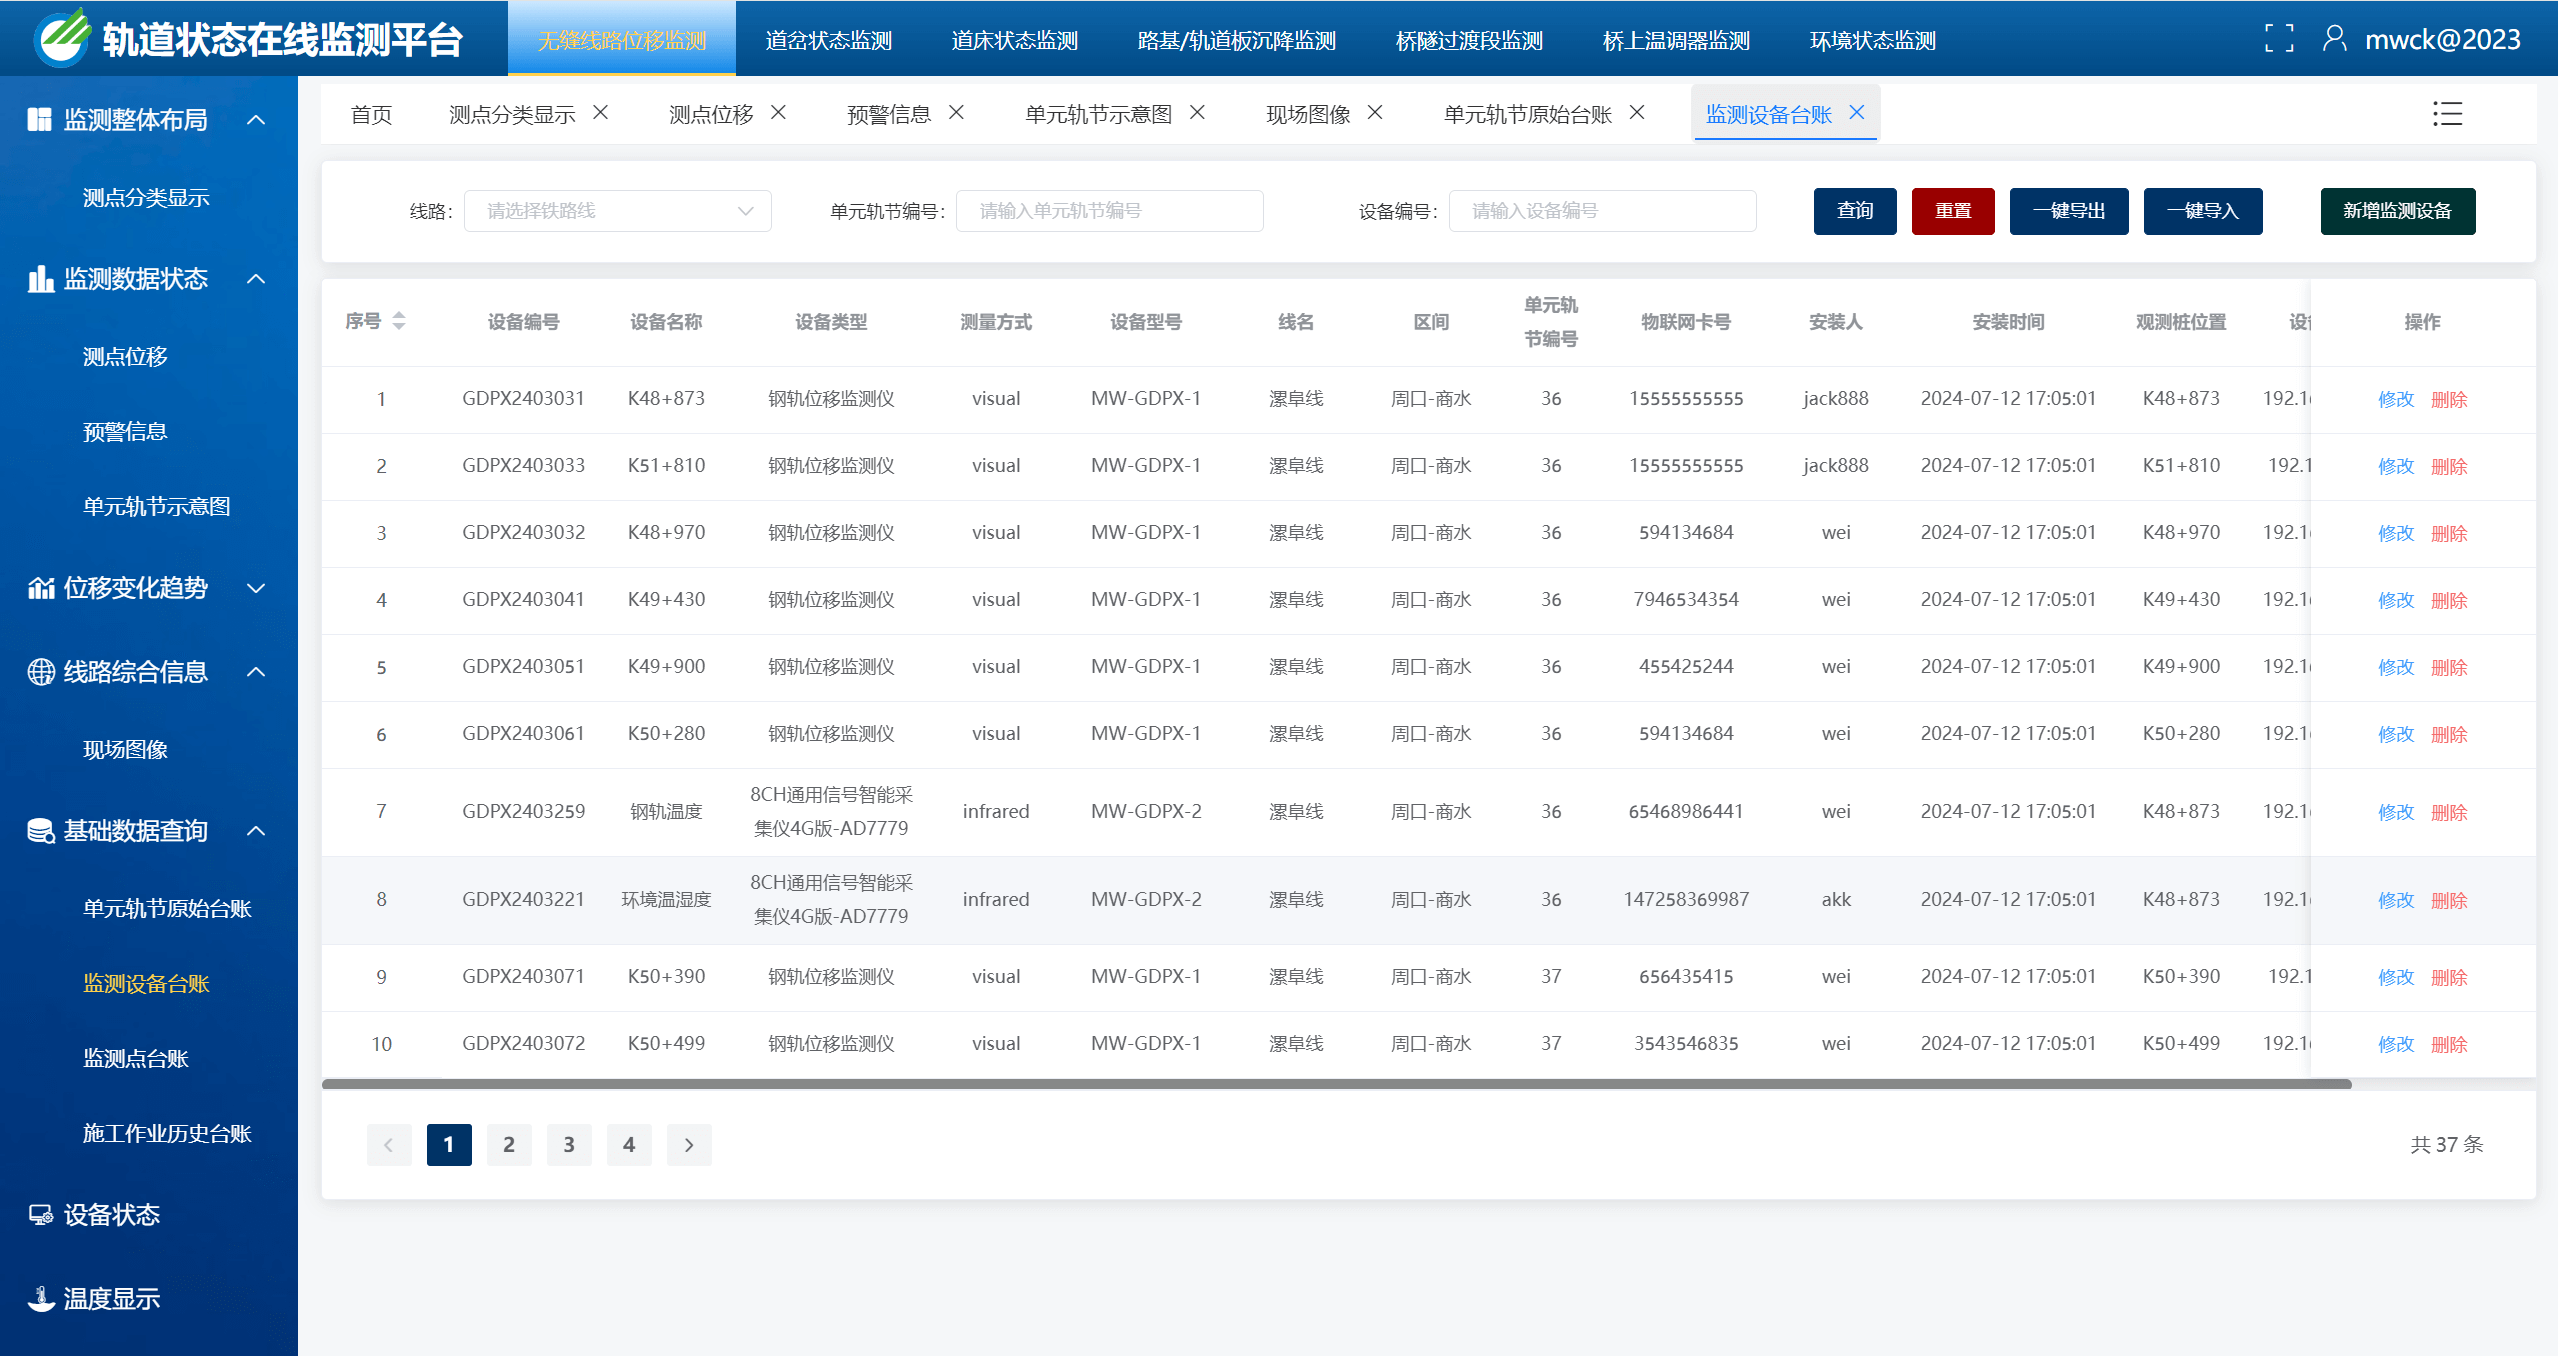 轨道状态在线监测平台
无缝线路位移监测 道岔状态监测 道床状态监测 路基/轨道板沉降监测 桥隧过渡段监测 桥上温调器监测 环境状态监测 mwck@2023
监测整体布局
测点分类显示
监测数据状态
测点位移
预警信息
单元轨节示意图
位移变化趋势
线路综合信息
现场图像
基础数据查询
单元轨节原始台账
监测设备台账
监测点台账
施工作业历史台账
设备状态
温度显示
首页 测点分类显示 测点位移 预警信息 单元轨节示意图 现场图像 单元轨节原始台账 监测设备台账
线路: 请选择铁路线 单元轨节编号: 请输入单元轨节编号 设备编号: 请输入设备编号 查询 重置 一键导出 一键导入 新增监测设备
序号 设备编号 设备名称 设备类型 测量方式 设备型号 线名 区间 单元轨节编号 物联网卡号 安装人 安装时间 观测桩位置 设 操作
1 GDPX2403031 K48+873 钢轨位移监测仪 visual MW-GDPX-1 漯阜线 周口-商水 36 15555555555 jack888 2024-07-12 17:05:01 K48+873 192.1 修改 删除
2 GDPX2403033 K51+810 钢轨位移监测仪 visual MW-GDPX-1 漯阜线 周口-商水 36 15555555555 jack888 2024-07-12 17:05:01 K51+810 192.1 修改 删除
3 GDPX2403032 K48+970 钢轨位移监测仪 visual MW-GDPX-1 漯阜线 周口-商水 36 594134684 wei 2024-07-12 17:05:01 K48+970 192.1 修改 删除
4 GDPX2403041 K49+430 钢轨位移监测仪 visual MW-GDPX-1 漯阜线 周口-商水 36 7946534354 wei 2024-07-12 17:05:01 K49+430 192.1 修改 删除
5 GDPX2403051 K49+900 钢轨位移监测仪 visual MW-GDPX-1 漯阜线 周口-商水 36 455425244 wei 2024-07-12 17:05:01 K49+900 192.1 修改 删除
6 GDPX2403061 K50+280 钢轨位移监测仪 visual MW-GDPX-1 漯阜线 周口-商水 36 594134684 wei 2024-07-12 17:05:01 K50+280 192.1 修改 删除
7 GDPX2403259 钢轨温度 8CH通用信号智能采集仪4G版-AD7779 infrared MW-GDPX-2 漯阜线 周口-商水 36 65468986441 wei 2024-07-12 17:05:01 K48+873 192.1 修改 删除
8 GDPX2403221 环境温湿度 8CH通用信号智能采集仪4G版-AD7779 infrared MW-GDPX-2 漯阜线 周口-商水 36 147258369987 akk 2024-07-12 17:05:01 K48+873 192.1 修改 删除
9 GDPX2403071 K50+390 钢轨位移监测仪 visual MW-GDPX-1 漯阜线 周口-商水 37 656435415 wei 2024-07-12 17:05:01 K50+390 192.1 修改 删除
10 GDPX2403072 K50+499 钢轨位移监测仪 visual MW-GDPX-1 漯阜线 周口-商水 37 3543546835 wei 2024-07-12 17:05:01 K50+499 192.1 修改 删除
1 2 3 4 共 37 条